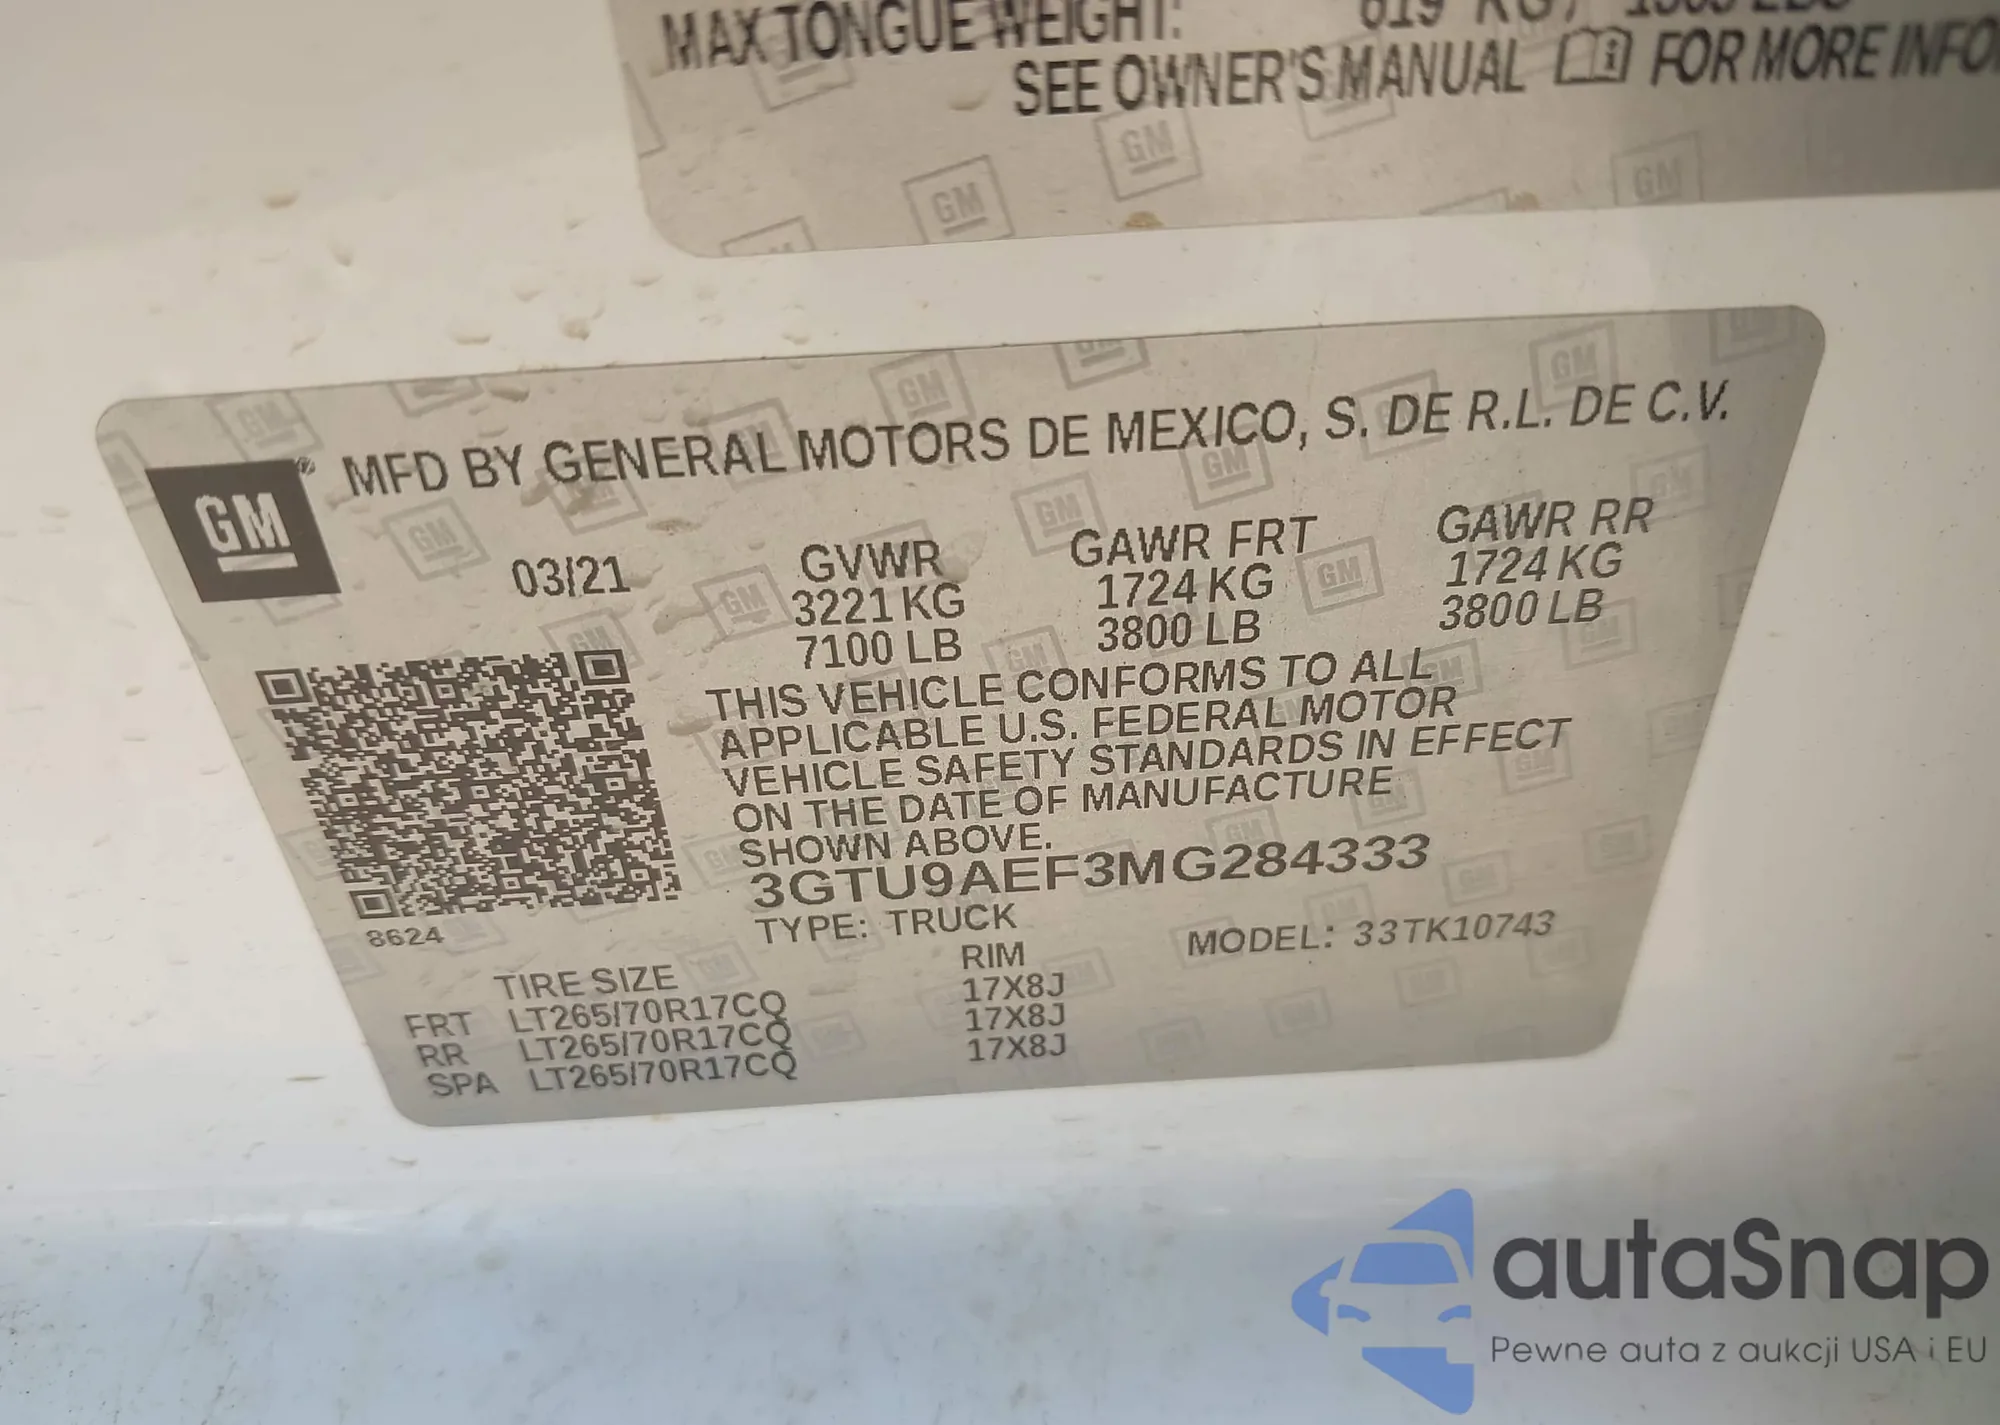 MAX TONGUE WEIGHT: 619 KG/
SEE OWNER'S MANUAL FOR MORE INFO
MFD BY GENERAL MOTORS DE MEXICO, S. DE R.L. DE C.V.
GM
03/21 GVWR GAWR FRT GAWR RR
3221 KG 1724 KG 1724 KG
7100 LB 3800 LB 3800 LB
THIS VEHICLE CONFORMS TO ALL
APPLICABLE U.S. FEDERAL MOTOR
VEHICLE SAFETY STANDARDS IN EFFECT
ON THE DATE OF MANUFACTURE
SHOWN ABOVE.
3GTU9AEF3MG284333
8624
TYPE: TRUCK MODEL: 33TK10743
TIRE SIZE RIM
FRT LT265/70R17CQ 17X8J
RR LT265/70R17CQ 17X8J
SPA LT265/70R17CQ 17X8J
autaSnap
Pewne auta z aukcji USA i EU